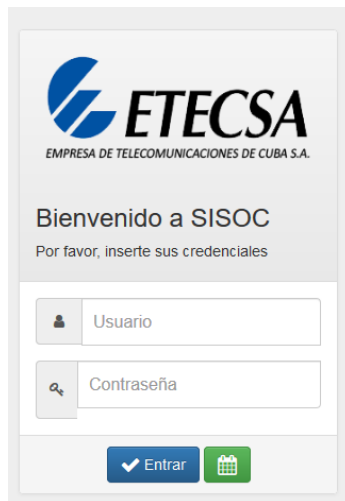 ETECSA
EMPRESA DE TELECOMUNICACIONES DE CUBA S.A.
Bienvenido a SISOC
Por favor, inserte sus credenciales
Usuario
Contraseña
Entrar